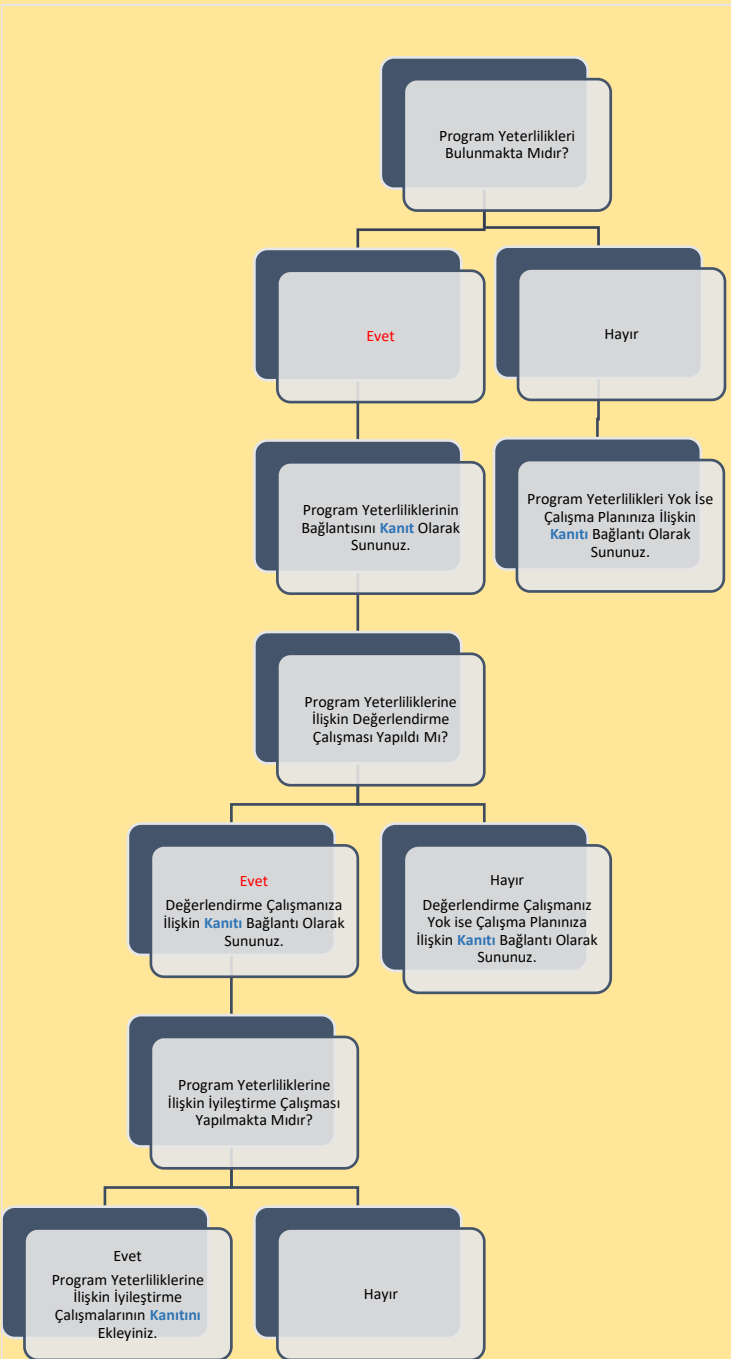 Program Yeterlilikleri
Bulunmakta Mıdır?
Evet
Hayır
Program Yeterliliklerinin
Bağlantısını Kanıt Olarak
Sununuz.
Program Yeterlilikleri Yok İse
Çalışma Planınıza İlişkin
Kanıtı Bağlantı Olarak
Sununuz.
Program Yeterliliklerine
İlişkin Değerlendirme
Çalışması Yapıldı Mı?
Evet
Değerlendirme Çalışmanıza
İlişkin Kanıtı Bağlantı Olarak
Sununuz.
Hayır
Değerlendirme Çalışmanız
Yok ise Çalışma Planınıza
İlişkin Kanıtı Bağlantı Olarak
Sununuz.
Program Yeterliliklerine
İlişkin İyileştirme Çalışması
Yapılmakta Mıdır?
Evet
Program Yeterliliklerine
İlişkin İyileştirme
Çalışmalarının Kanıtını
Ekleyiniz.
Hayır